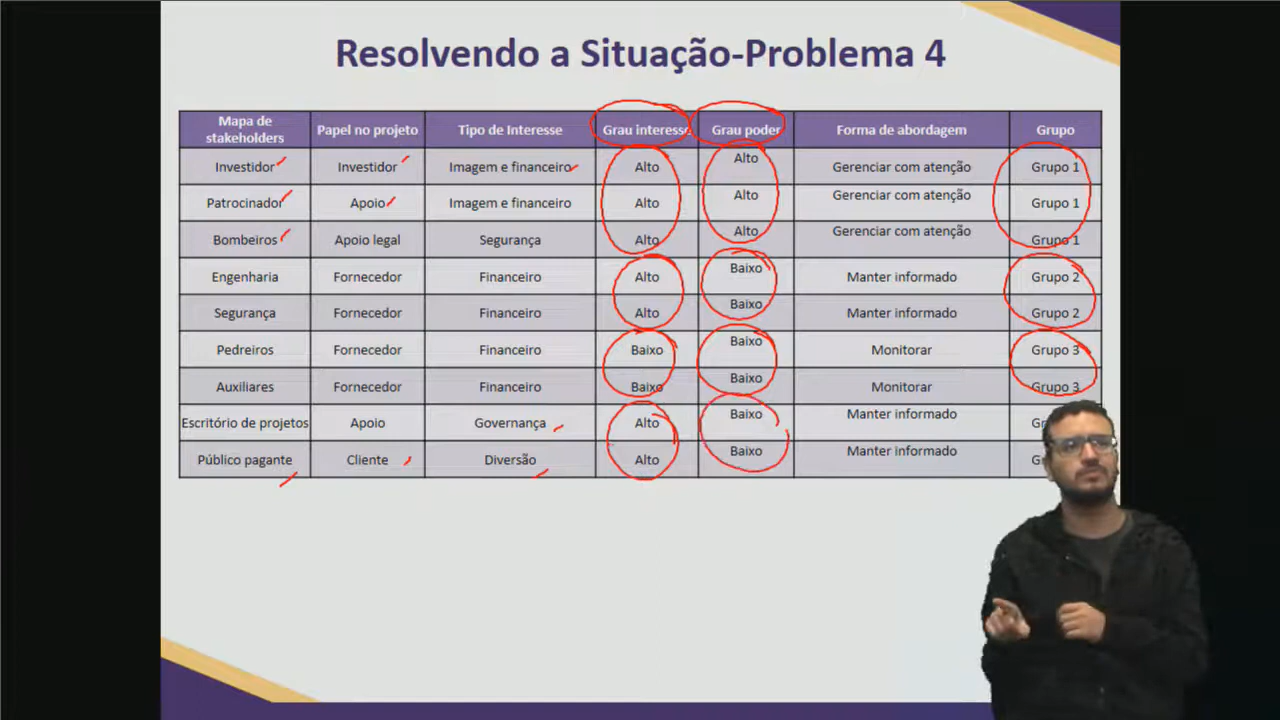 Resolvendo a Situação-Problema 4
Mapa de stakeholders Papel no projeto Tipo de Interesse Grau interesse Grau poder Forma de abordagem Grupo
Investidor Investidor Imagem e financeiro Alto Alto Gerenciar com atenção Grupo 1
Patrocinador Apoio Imagem e financeiro Alto Alto Gerenciar com atenção Grupo 1
Bombeiros Apoio legal Segurança Alto Alto Gerenciar com atenção Grupo 1
Engenharia Fornecedor Financeiro Alto Baixo Manter informado Grupo 2
Segurança Fornecedor Financeiro Alto Baixo Manter informado Grupo 2
Pedreiros Fornecedor Financeiro Baixo Baixo Monitorar Grupo 3
Auxiliares Fornecedor Financeiro Baixo Baixo Monitorar Grupo 3
Escritório de projetos Apoio Governança Alto Baixo Manter informado
Público pagante Cliente Diversão Alto Baixo Manter informado